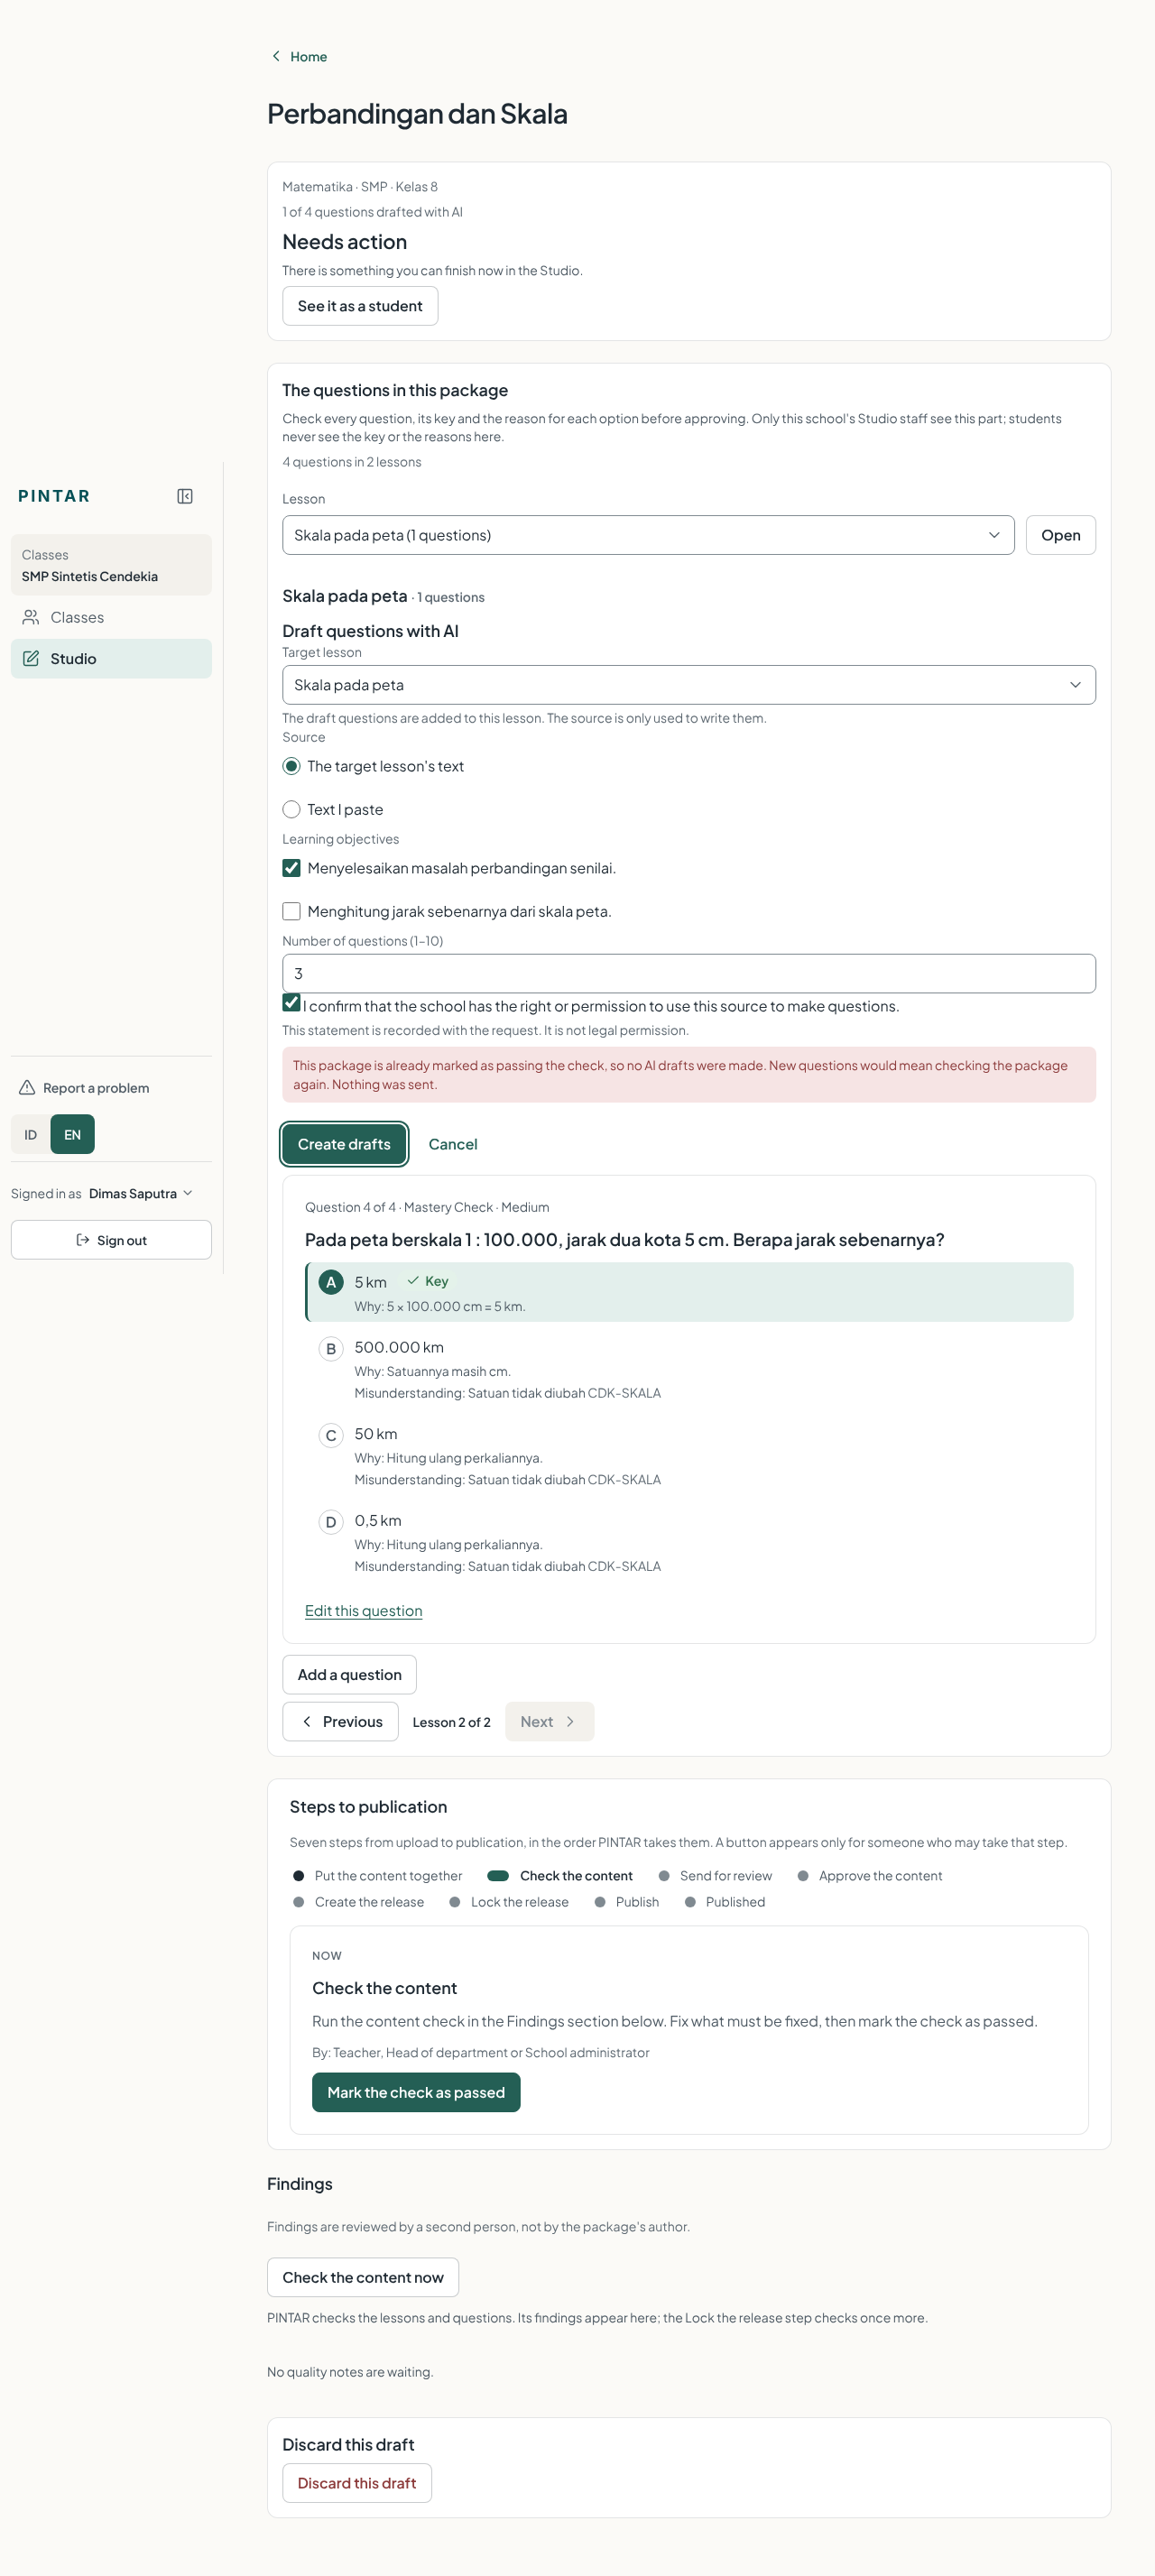 Home
Perbandingan dan Skala
Matematika · SMP · Kelas 8
1 of 4 questions drafted with AI
Needs action
There is something you can finish now in the Studio.
See it as a student
The questions in this package
Check every question, its key and the reason for each option before approving. Only this school's Studio staff see this part; students
never see the key or the reasons here.
4 questions in 2 lessons
Lesson
Skala pada peta (1 questions)
Open
Skala pada peta · 1 questions
Draft questions with AI
Target lesson
Skala pada peta
The draft questions are added to this lesson. The source is only used to write them.
Source
The target lesson's text
Text I paste
Learning objectives
Menyelesaikan masalah perbandingan senilai.
Menghitung jarak sebenarnya dari skala peta.
Number of questions (1–10)
3
I confirm that the school has the right or permission to use this source to make questions.
This statement is recorded with the request. It is not legal permission.
This package is already marked as passing the check, so no AI drafts were made. New questions would mean checking the package
again. Nothing was sent.
Create drafts
Cancel
Question 4 of 4 · Mastery Check · Medium
Pada peta berskala 1 : 100.000, jarak dua kota 5 cm. Berapa jarak sebenarnya?
A 5 km Key
Why: 5 × 100.000 cm = 5 km.
B 500.000 km
Why: Satuannya masih cm.
Misunderstanding: Satuan tidak diubah CDK-SKALA
C 50 km
Why: Hitung ulang perkaliannya.
Misunderstanding: Satuan tidak diubah CDK-SKALA
D 0,5 km
Why: Hitung ulang perkaliannya.
Misunderstanding: Satuan tidak diubah CDK-SKALA
Edit this question
Add a question
Previous
Lesson 2 of 2
Next
Steps to publication
Seven steps from upload to publication, in the order PINTAR takes them. A button appears only for someone who may take that step.
Put the content together
Check the content
Send for review
Approve the content
Create the release
Lock the release
Publish
Published
NOW
Check the content
Run the content check in the Findings section below. Fix what must be fixed, then mark the check as passed.
By: Teacher, Head of department or School administrator
Mark the check as passed
Findings
Findings are reviewed by a second person, not by the package's author.
Check the content now
PINTAR checks the lessons and questions. Its findings appear here; the Lock the release step checks once more.
No quality notes are waiting.
Discard this draft
Discard this draft
PINTAR
Classes
SMP Sintetis Cendekia
Classes
Studio
Report a problem
ID
EN
Signed in as Dimas Saputra
Sign out